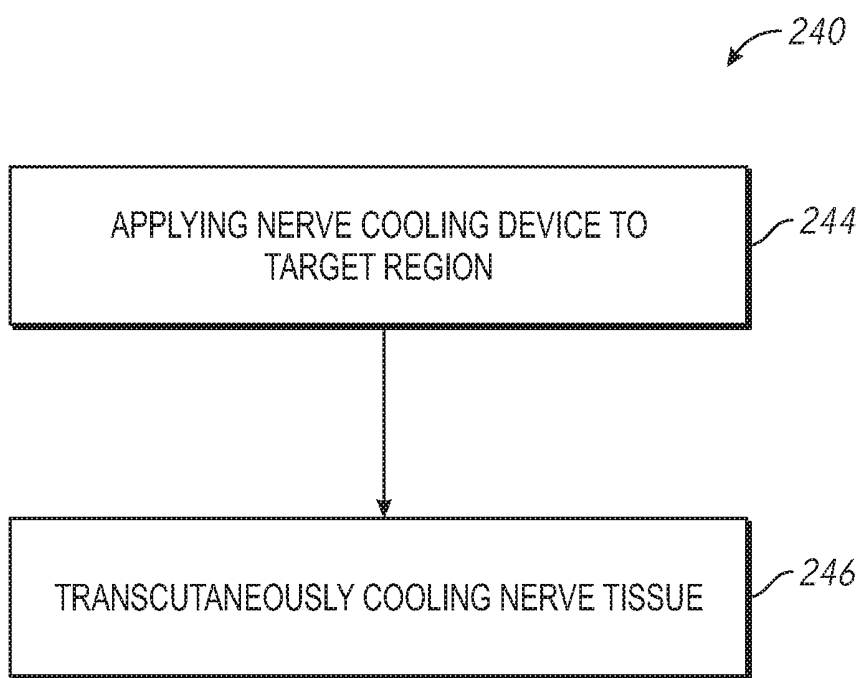 240
APPLYING NERVE COOLING DEVICE TO
TARGET REGION
244
TRANSCUTANEOUSLY COOLING NERVE TISSUE
246